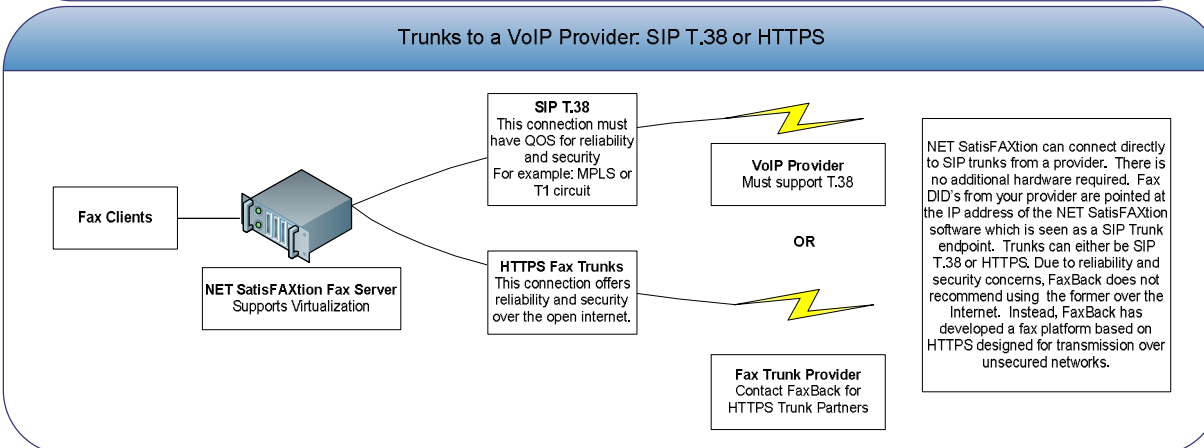 Trunks to a VoIP Provider: SIP T.38 or HTTPS
Fax Clients
NET SatisFAXtion Fax Server
Supports Virtualization
SIP T.38
This connection must
have QOS for reliability
and security
For example: MPLS or
T1 circuit
HTTPS Fax Trunks
This connection offers
reliability and security
over the open internet.
VoIP Provider
Must support T.38
OR
Fax Trunk Provider
Contact FaxBack for
HTTPS Trunk Partners
NET SatisFAXtion can connect directly
to SIP trunks from a provider. There is
no additional hardware required. Fax
DID's from your provider are pointed at
the IP address of the NET SatisFAXtion
software which is seen as a SIP Trunk
endpoint. Trunks can either be SIP
T.38 or HTTPS. Due to reliability and
security concerns, FaxBack does not
recommend using the former over the
Internet. Instead, FaxBack has
developed a fax platform based on
HTTPS designed for transmission over
unsecured networks.